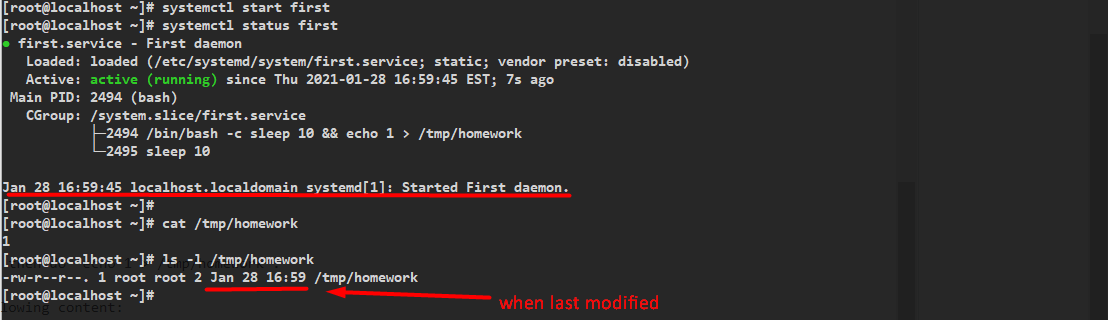 [root@localhost ~]# systemctl start first
[root@localhost ~]# systemctl status first
● first.service - First daemon
   Loaded: loaded (/etc/systemd/system/first.service; static; vendor preset: disabled)
   Active: active (running) since Thu 2021-01-28 16:59:45 EST; 7s ago
 Main PID: 2494 (bash)
   CGroup: /system.slice/first.service
           ├─2494 /bin/bash -c sleep 10 && echo 1 > /tmp/homework
           └─2495 sleep 10
Jan 28 16:59:45 localhost.localdomain systemd[1]: Started First daemon.
[root@localhost ~]#
[root@localhost ~]# cat /tmp/homework
1
[root@localhost ~]# ls -l /tmp/homework
-rw-r--r--. 1 root root 2 Jan 28 16:59 /tmp/homework
[root@localhost ~]#
when last modified
owing content: